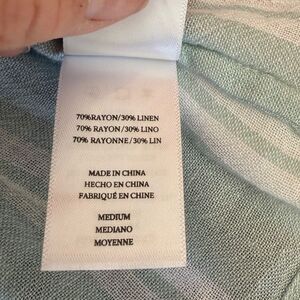 70%RAYON/30% LINEN
70% RAYON/30% LINO
70% RAYONNE/30% LIN
MADE IN CHINA
HECHO EN CHINA
FABRIQUÉ EN CHINE
MEDIUM
MEDIANO
MOYENNE